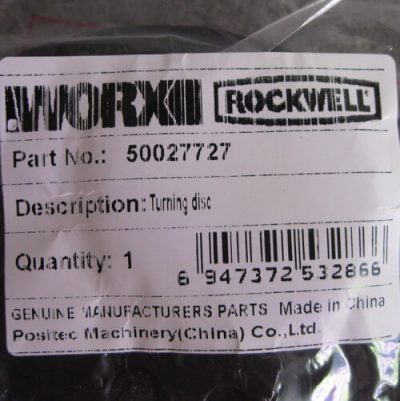 WORX ROCKWELL
Part No.: 50027727
Description: Turning disc
Quantity: 1
6 947372 532866
GENUINE MANUFACTURERS PARTS Made in China
Positec Machinery(China) Co.,Ltd.